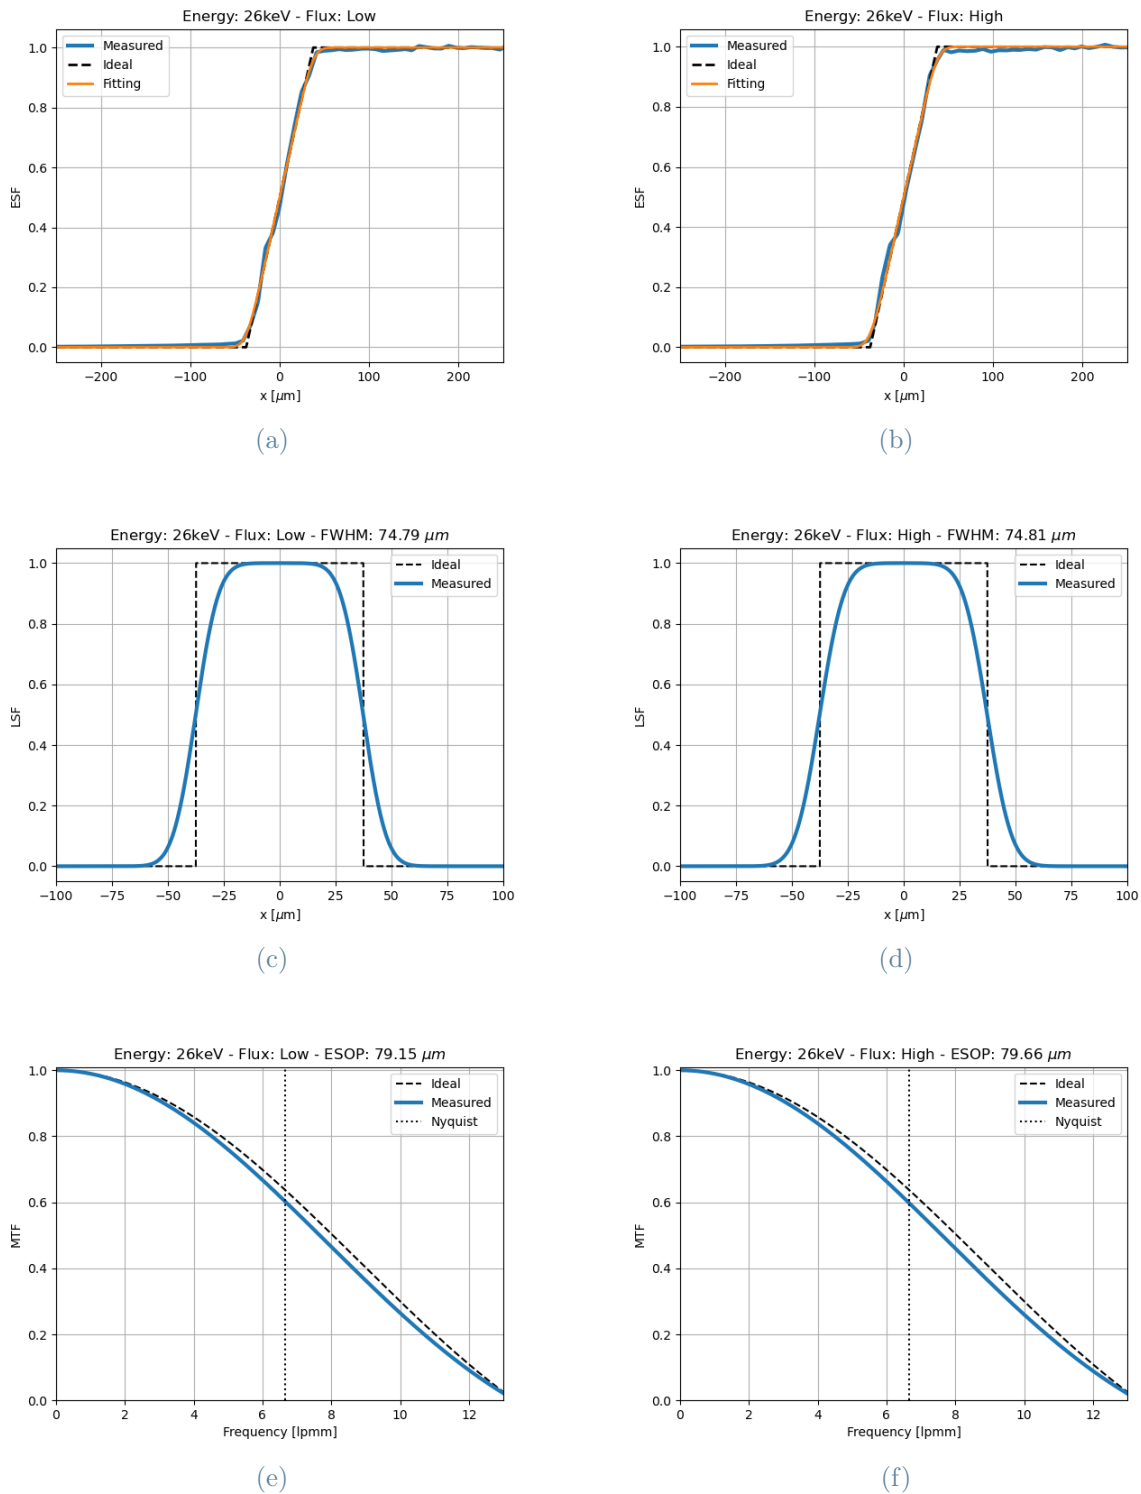 Energy: 26keV - Flux: Low
Measured
Ideal
Fitting
1.0
0.8
0.6
0.4
0.2
0.0
ESF
−200 −100 0 100 200
x [μm]
(a)
Energy: 26keV - Flux: High
Measured
Ideal
Fitting
1.0
0.8
0.6
0.4
0.2
0.0
ESF
−200 −100 0 100 200
x [μm]
(b)
Energy: 26keV - Flux: Low - FWHM: 74.79 μm
Ideal
Measured
1.0
0.8
0.6
0.4
0.2
0.0
LSF
−100 −75 −50 −25 0 25 50 75 100
x [μm]
(c)
Energy: 26keV - Flux: High - FWHM: 74.81 μm
Ideal
Measured
1.0
0.8
0.6
0.4
0.2
0.0
LSF
−100 −75 −50 −25 0 25 50 75 100
x [μm]
(d)
Energy: 26keV - Flux: Low - ESOP: 79.15 μm
Ideal
Measured
Nyquist
1.0
0.8
0.6
0.4
0.2
0.0
MTF
0 2 4 6 8 10 12
Frequency [lpmm]
(e)
Energy: 26keV - Flux: High - ESOP: 79.66 μm
Ideal
Measured
Nyquist
1.0
0.8
0.6
0.4
0.2
0.0
MTF
0 2 4 6 8 10 12
Frequency [lpmm]
(f)